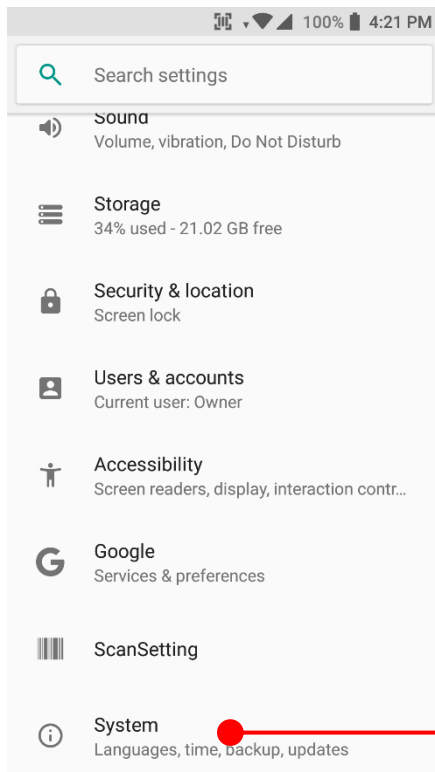 100% 4:21 PM
Search settings
Sound
Volume, vibration, Do Not Disturb
Storage
34% used - 21.02 GB free
Security & location
Screen lock
Users & accounts
Current user: Owner
Accessibility
Screen readers, display, interaction contr...
Google
Services & preferences
ScanSetting
System
Languages, time, backup, updates